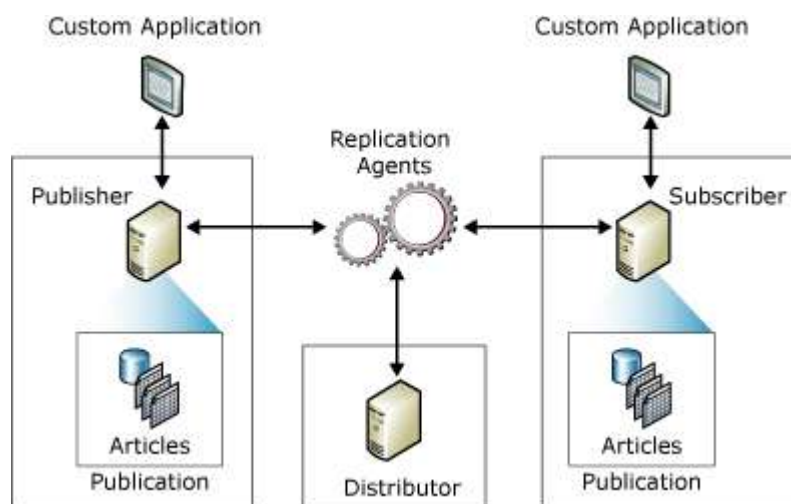 Custom Application
Custom Application
Replication
Agents
Publisher
Subscriber
Articles
Publication
Distributor
Articles
Publication